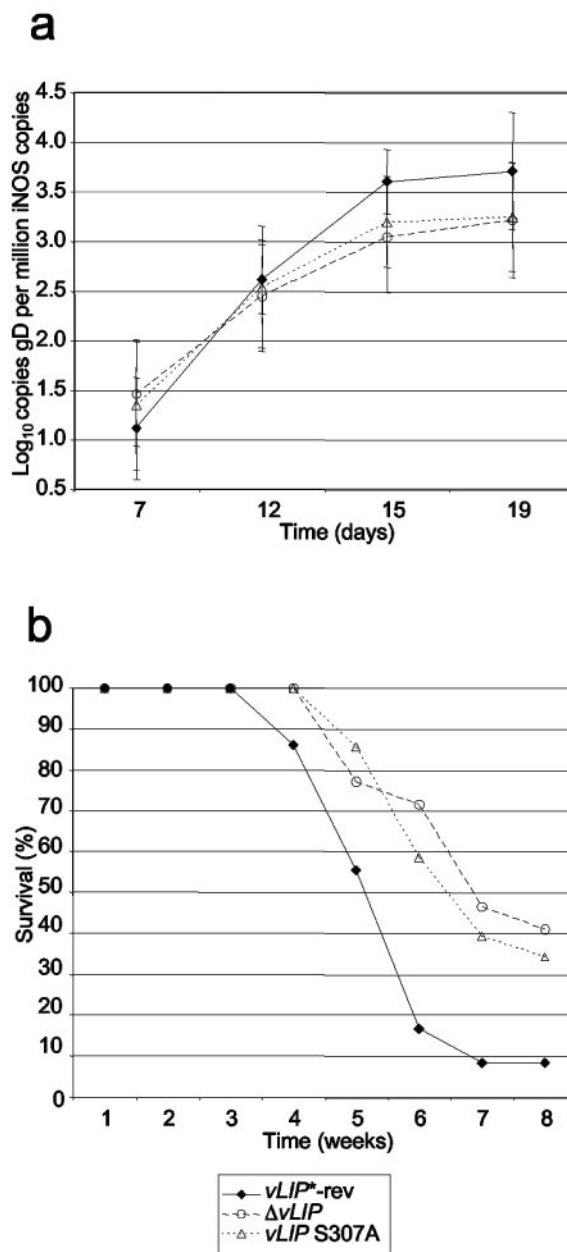 a
Log₁₀ copies gD per million iNOS copies
4.5
4.0
3.5
3.0
2.5
2.0
1.5
1.0
0.5
7 12 15 19
Time (days)
b
Survival (%)
100
90
80
70
60
50
40
30
20
10
0
1 2 3 4 5 6 7 8
Time (weeks)
vLIP*-rev
ΔvLIP
vLIP S307A